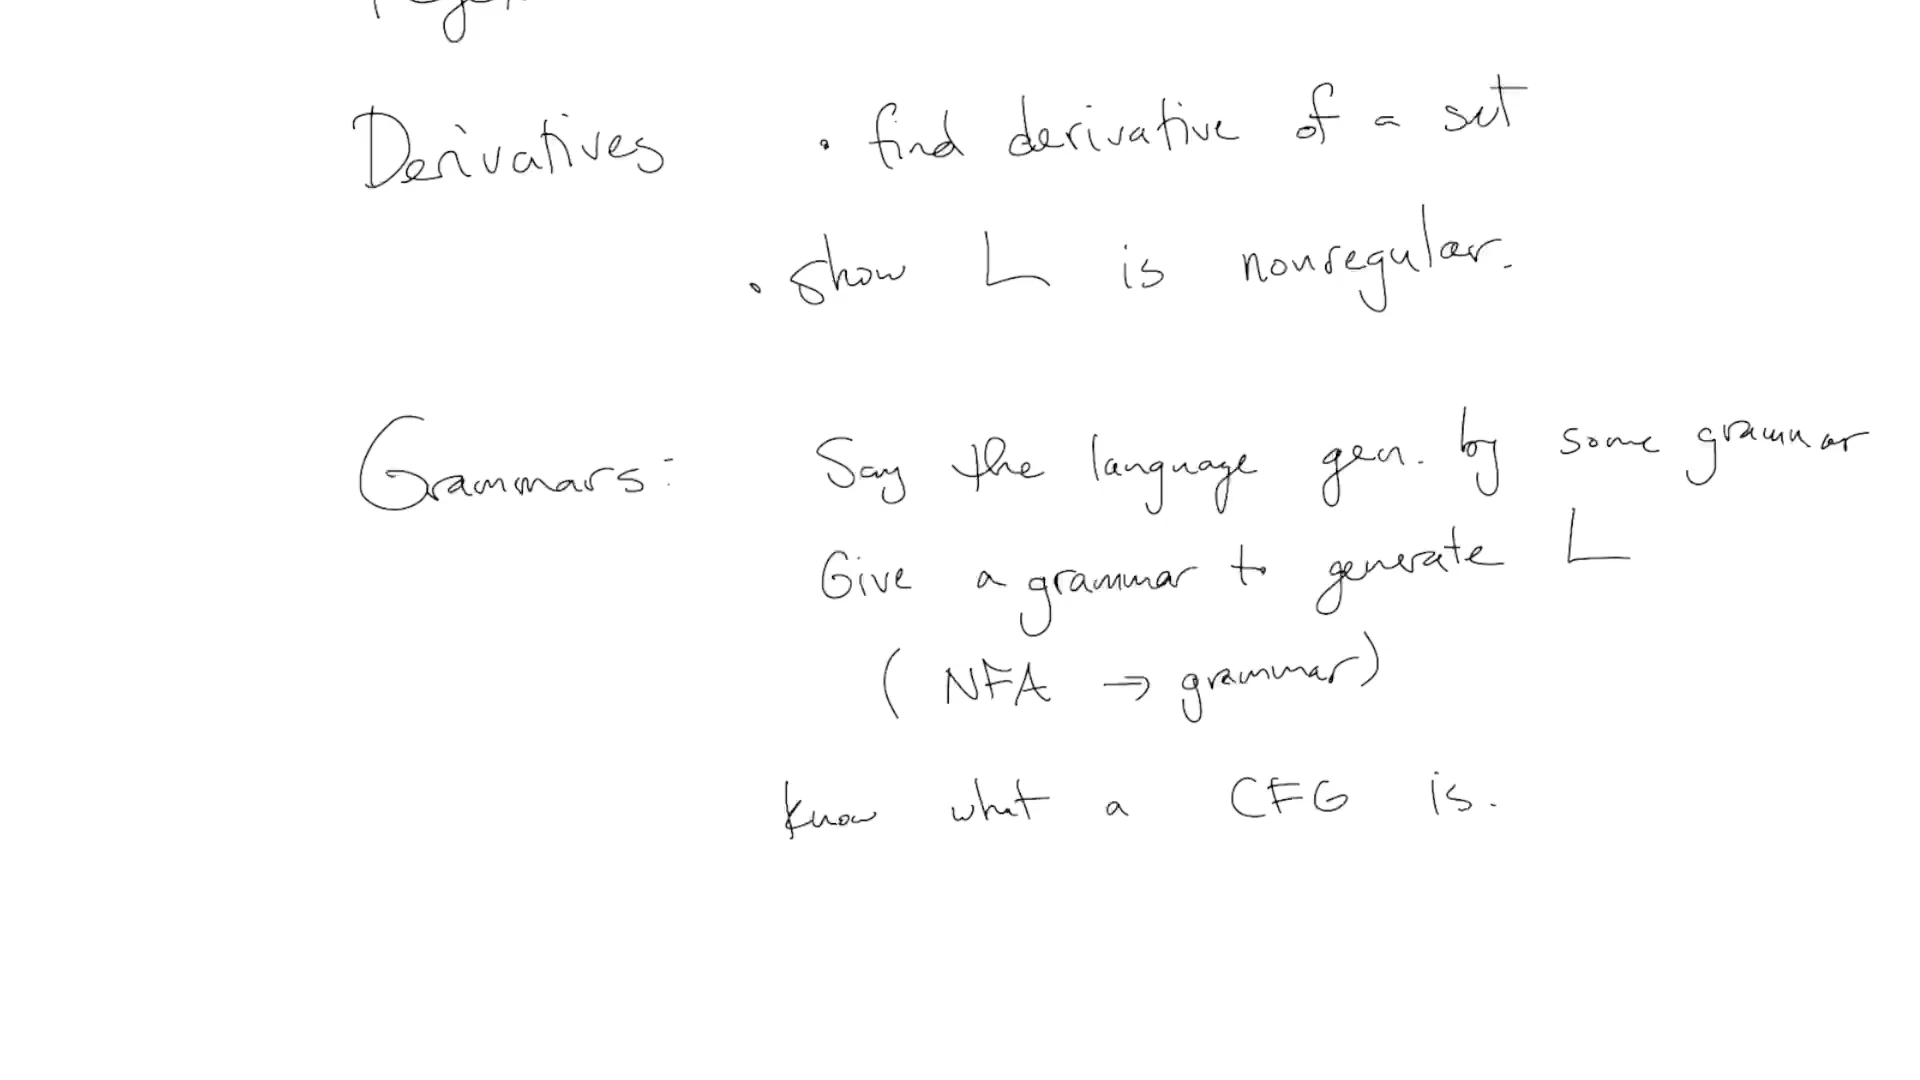 Derivatives • find derivative of a set
• show L is nonregular.
Grammars: Say the language gen. by some grammar
Give a grammar to generate L
( NFA → grammar)
know what a CFG is.